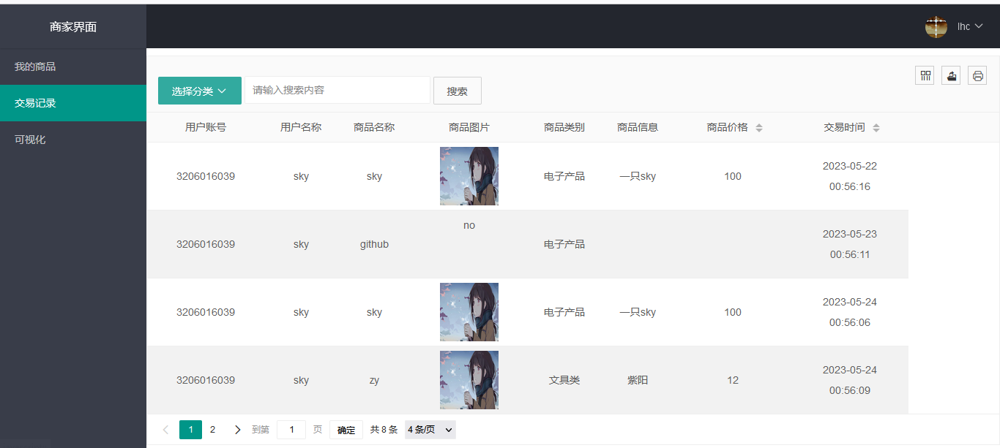 商家界面
lhc
我的商品
交易记录
可视化
选择分类
请输入搜索内容
搜索
用户账号 用户名称 商品名称 商品图片 商品类别 商品信息 商品价格 交易时间
3206016039 sky sky 电子产品 一只sky 100 2023-05-22
00:56:16
no
3206016039 sky github 电子产品 2023-05-23
00:56:11
3206016039 sky sky 电子产品 一只sky 100 2023-05-24
00:56:06
3206016039 sky zy 文具类 紫阳 12 2023-05-24
00:56:09
1 2 到第 1 页 确定 共 8 条 4 条/页